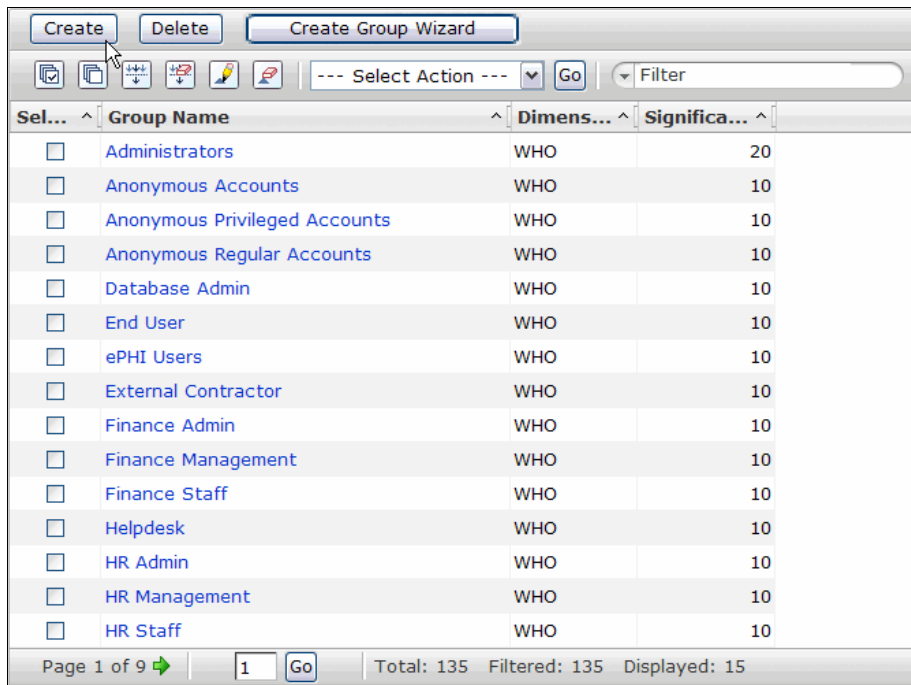 Create Delete Create Group Wizard
--- Select Action --- Go Filter
Sel... ^ Group Name ^ Dimens... ^ Significa... ^
Administrators WHO 20
Anonymous Accounts WHO 10
Anonymous Privileged Accounts WHO 10
Anonymous Regular Accounts WHO 10
Database Admin WHO 10
End User WHO 10
ePHI Users WHO 10
External Contractor WHO 10
Finance Admin WHO 10
Finance Management WHO 10
Finance Staff WHO 10
Helpdesk WHO 10
HR Admin WHO 10
HR Management WHO 10
HR Staff WHO 10
Page 1 of 9 1 Go Total: 135 Filtered: 135 Displayed: 15